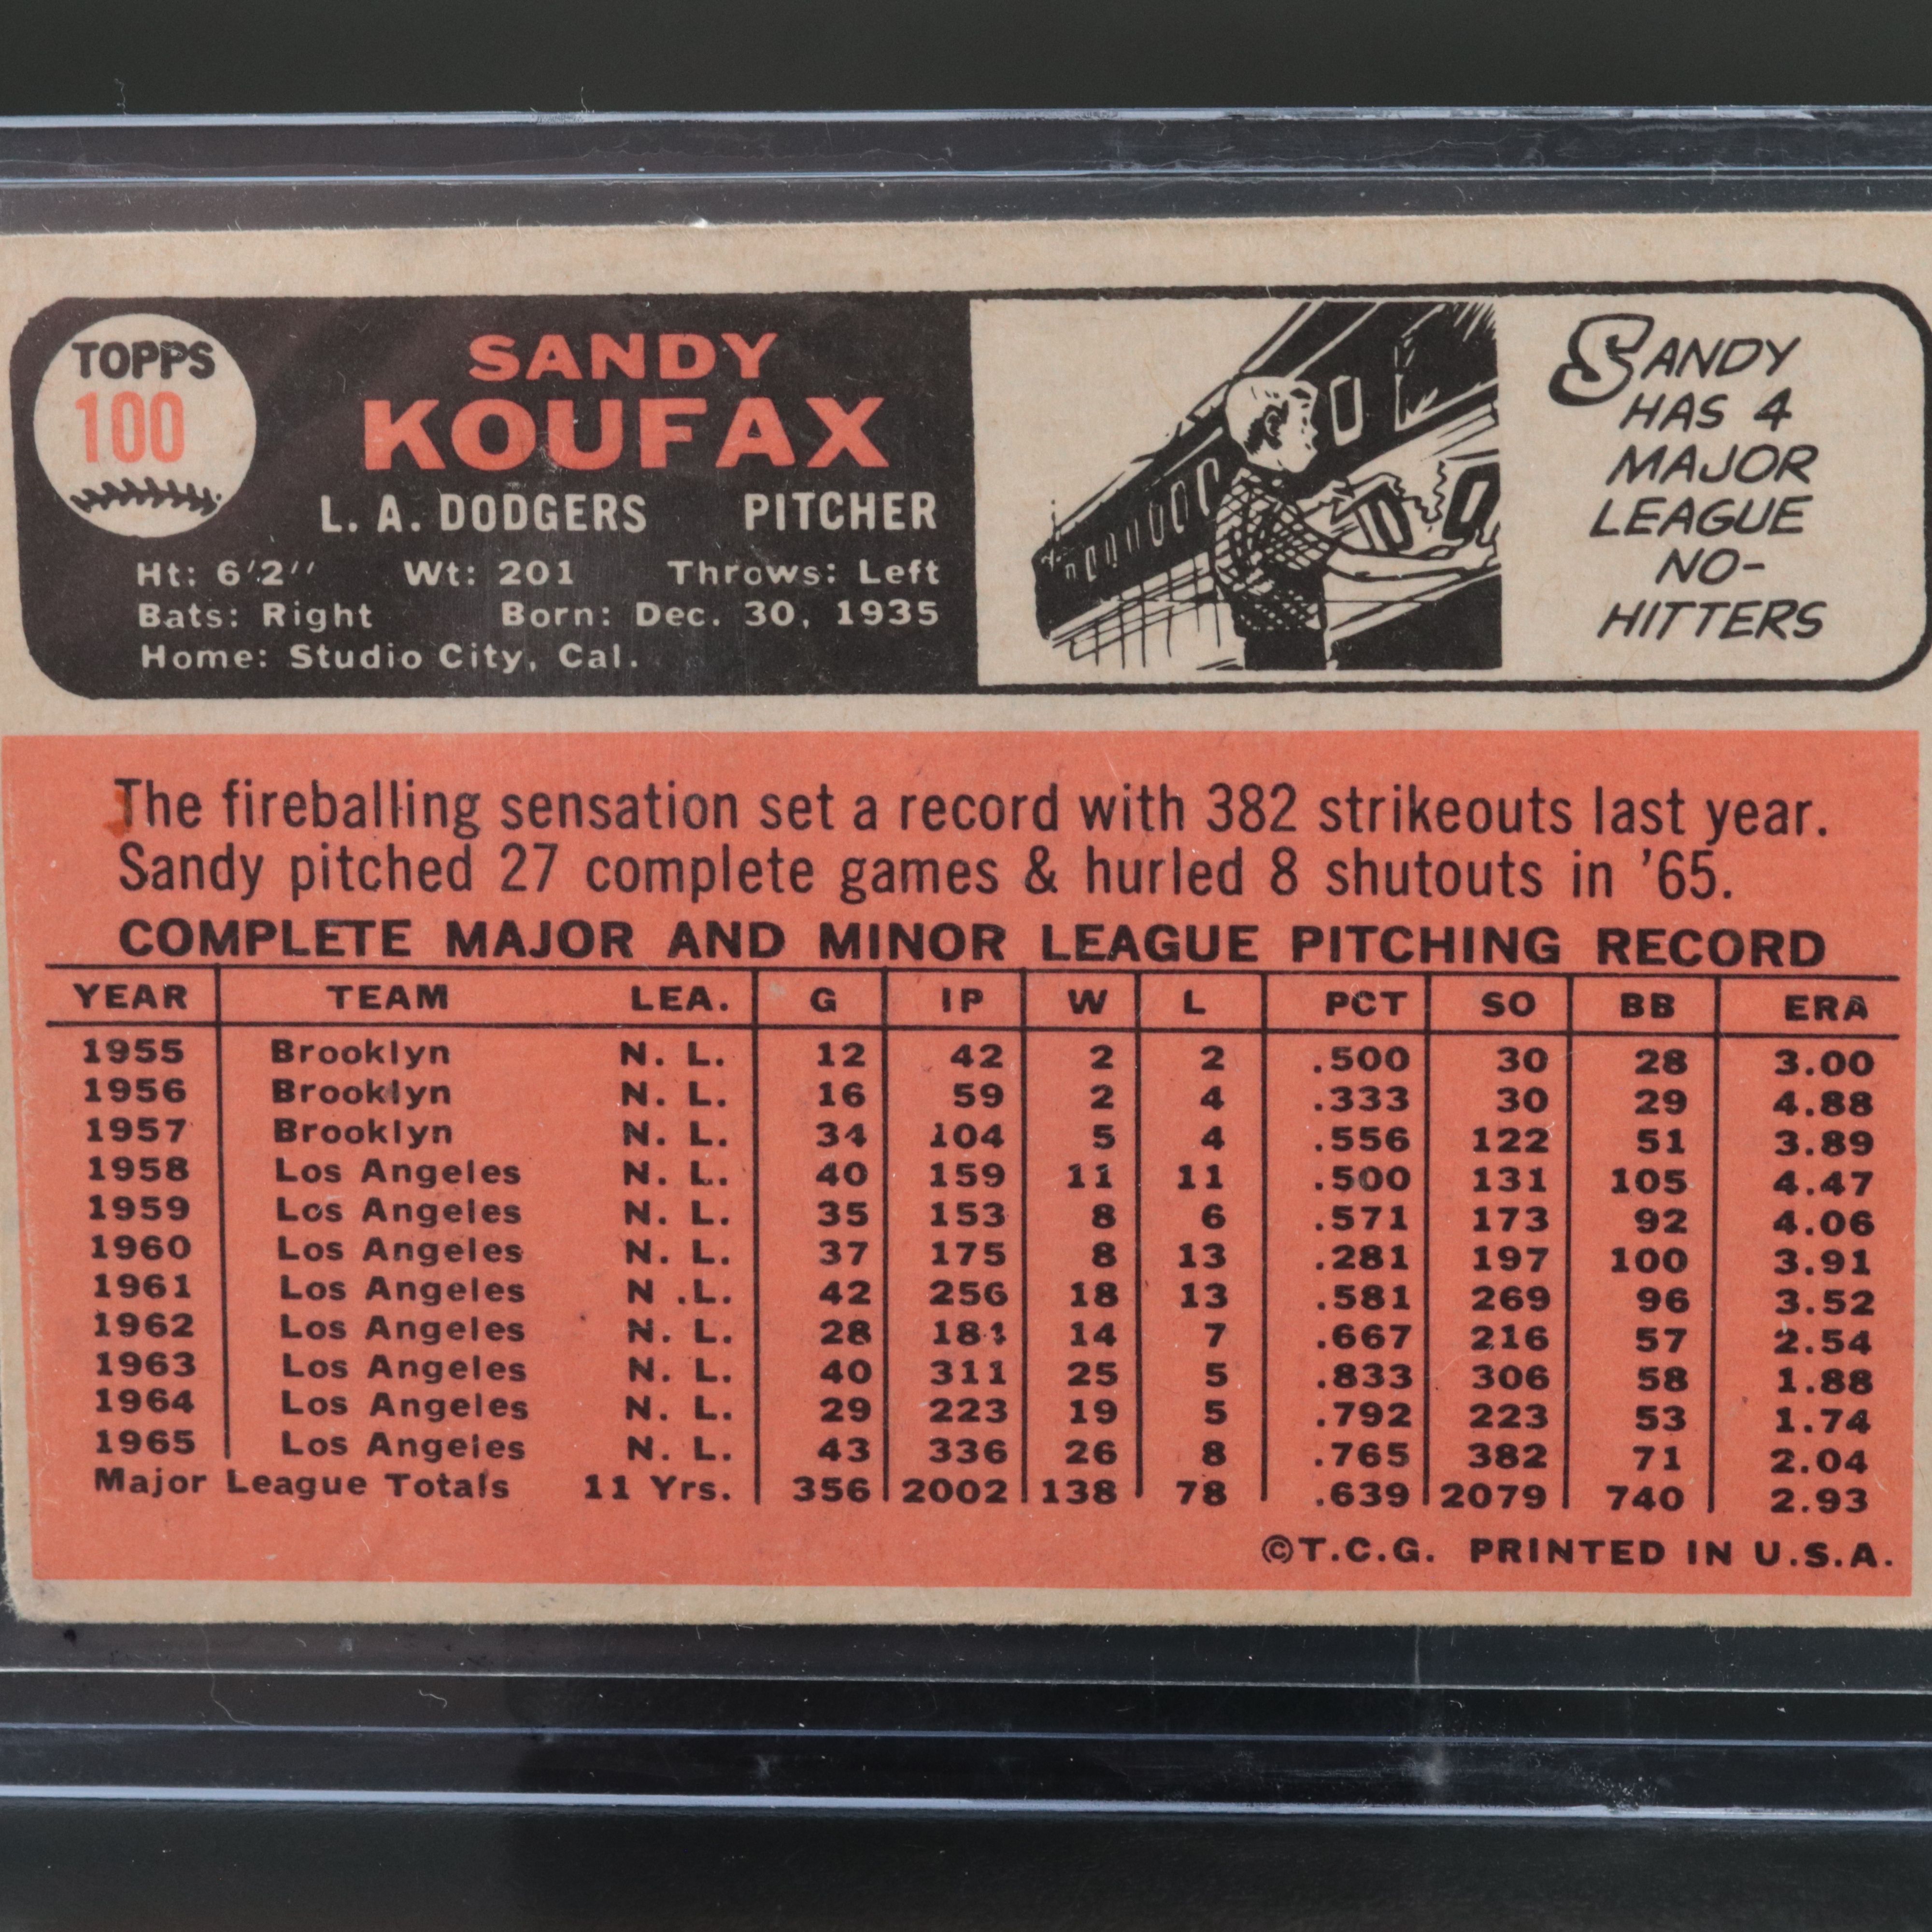 TOPPS
100
SANDY
KOUFAX
L. A. DODGERS PITCHER
Ht: 6'2" Wt: 201 Throws: Left
Bats: Right Born: Dec. 30, 1935
Home: Studio City, Cal.
SANDY
HAS 4
MAJOR
LEAGUE
NO-
HITTERS
The fireballing sensation set a record with 382 strikeouts last year.
Sandy pitched 27 complete games & hurled 8 shutouts in '65.
COMPLETE MAJOR AND MINOR LEAGUE PITCHING RECORD
YEAR TEAM LEA. G IP W L PCT SO BB ERA
1955 Brooklyn N. L. 12 42 2 2 .500 30 28 3.00
1956 Brooklyn N. L. 16 59 2 4 .333 30 29 4.88
1957 Brooklyn N. L. 34 104 5 4 .556 122 51 3.89
1958 Los Angeles N. L. 40 159 11 11 .500 131 105 4.47
1959 Los Angeles N. L. 35 153 8 6 .571 173 92 4.06
1960 Los Angeles N. L. 37 175 8 13 .281 197 100 3.91
1961 Los Angeles N .L. 42 256 18 13 .581 269 96 3.52
1962 Los Angeles N. L. 28 184 14 7 .667 216 57 2.54
1963 Los Angeles N. L. 40 311 25 5 .833 306 58 1.88
1964 Los Angeles N. L. 29 223 19 5 .792 223 53 1.74
1965 Los Angeles N. L. 43 336 26 8 .765 382 71 2.04
Major League Totals 11 Yrs. 356 2002 138 78 .639 2079 740 2.93
©T.C.G. PRINTED IN U.S.A.